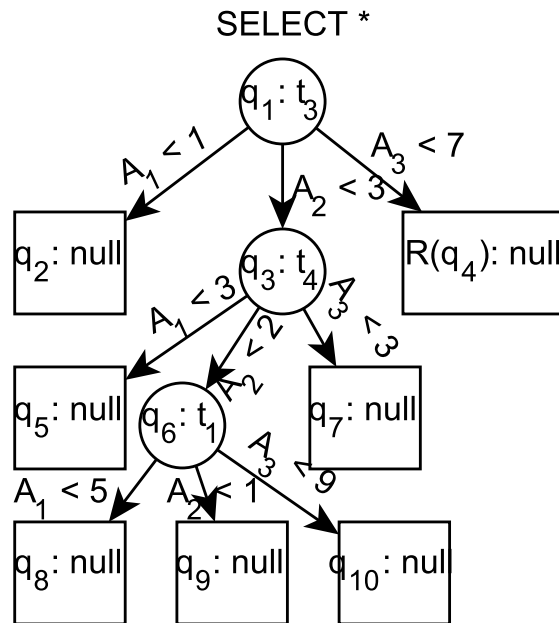 SELECT *
q₁: t₃
A₁ < 1
A₂ < 3
A₃ < 7
q₂: null
q₃: t₄
R(q₄): null
A₁ < 3
A₂ < 2
A₃ < 3
q₅: null
q₆: t₁
q₇: null
A₁ < 5
A₂ < 1
A₃ < 9
q₈: null
q₉: null
q₁₀: null